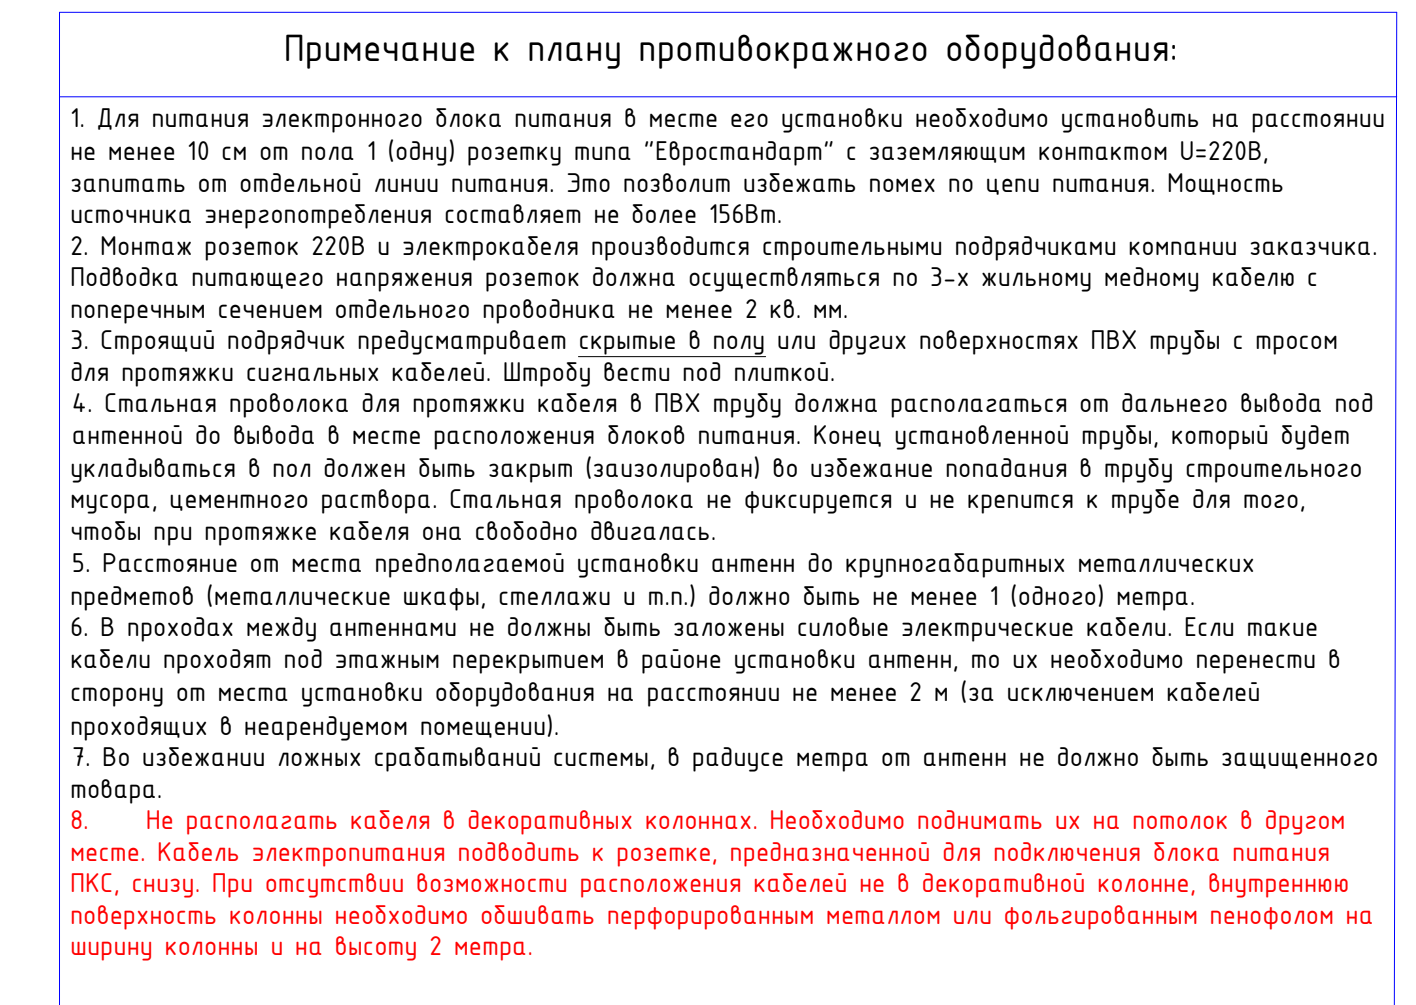 Примечание к плану противокражного оборудования:
1. Для питания электронного блока питания в месте его установки необходимо установить на расстоянии
не менее 10 см от пола 1 (одну) розетку типа "Евростандарт" с заземляющим контактом U=220В,
запитать от отдельной линии питания. Это позволит избежать помех по цепи питания. Мощность
источника энергопотребления составляет не более 156Вт.
2. Монтаж розеток 220В и электрокабеля производится строительными подрядчиками компании заказчика.
Подводка питающего напряжения розеток должна осуществляться по 3-х жильному медному кабелю с
поперечным сечением отдельного проводника не менее 2 кв. мм.
3. Строящий подрядчик предусматривает скрытые в полу или других поверхностях ПВХ трубы с тросом
для протяжки сигнальных кабелей. Штробу вести под плиткой.
4. Стальная проволока для протяжки кабеля в ПВХ трубу должна располагаться от дальнего вывода под
антенной до вывода в месте расположения блоков питания. Конец установленной трубы, который будет
укладываться в пол должен быть закрыт (заизолирован) во избежание попадания в трубу строительного
мусора, цементного раствора. Стальная проволока не фиксируется и не крепится к трубе для того,
чтобы при протяжке кабеля она свободно двигалась.
5. Расстояние от места предполагаемой установки антенн до крупногабаритных металлических
предметов (металлические шкафы, стеллажи и т.п.) должно быть не менее 1 (одного) метра.
6. В проходах между антеннами не должны быть заложены силовые электрические кабели. Если такие
кабели проходят под этажным перекрытием в районе установки антенн, то их необходимо перенести в
сторону от места установки оборудования на расстоянии не менее 2 м (за исключением кабелей
проходящих в неарендуемом помещении).
7. Во избежании ложных срабатываний системы, в радиусе метра от антенн не должно быть защищенного
товара.
8. Не располагать кабеля в декоративных колоннах. Необходимо поднимать их на потолок в другом
месте. Кабель электропитания подводить к розетке, предназначенной для подключения блока питания
ПКС, снизу. При отсутствии возможности расположения кабелей не в декоративной колонне, внутреннюю
поверхность колонны необходимо обшивать перфорированным металлом или фольгированным пенофолом на
ширину колонны и на высоту 2 метра.